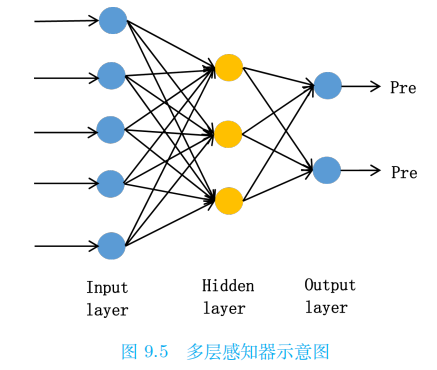 Pre
Pre
Input layer
Hidden layer
Output layer
图 9.5 多层感知器示意图